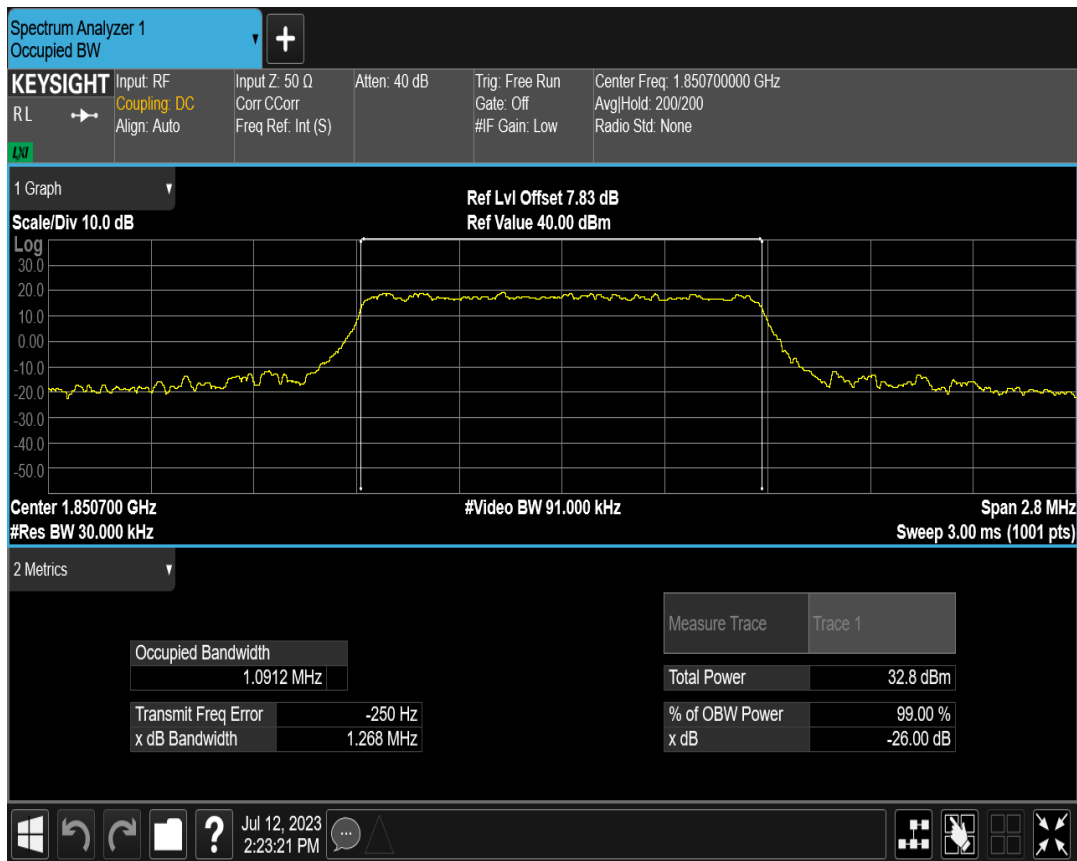 Spectrum Analyzer 1
Occupied BW
+
KEYSIGHT
RL
LXI
Input: RF
Coupling: DC
Align: Auto
Input Z: 50 Ω
Corr CCorr
Freq Ref: Int (S)
Atten: 40 dB
Trig: Free Run
Gate: Off
#IF Gain: Low
Center Freq: 1.850700000 GHz
Avg|Hold: 200/200
Radio Std: None
1 Graph
Scale/Div 10.0 dB
Ref Lvl Offset 7.83 dB
Ref Value 40.00 dBm
Log
30.0
20.0
10.0
0.00
-10.0
-20.0
-30.0
-40.0
-50.0
Center 1.850700 GHz
#Video BW 91.000 kHz
Span 2.8 MHz
#Res BW 30.000 kHz
Sweep 3.00 ms (1001 pts)
2 Metrics
Measure Trace Trace 1
Occupied Bandwidth
1.0912 MHz
Total Power 32.8 dBm
Transmit Freq Error -250 Hz
% of OBW Power 99.00 %
x dB Bandwidth 1.268 MHz
x dB -26.00 dB
?
Jul 12, 2023
2:23:21 PM